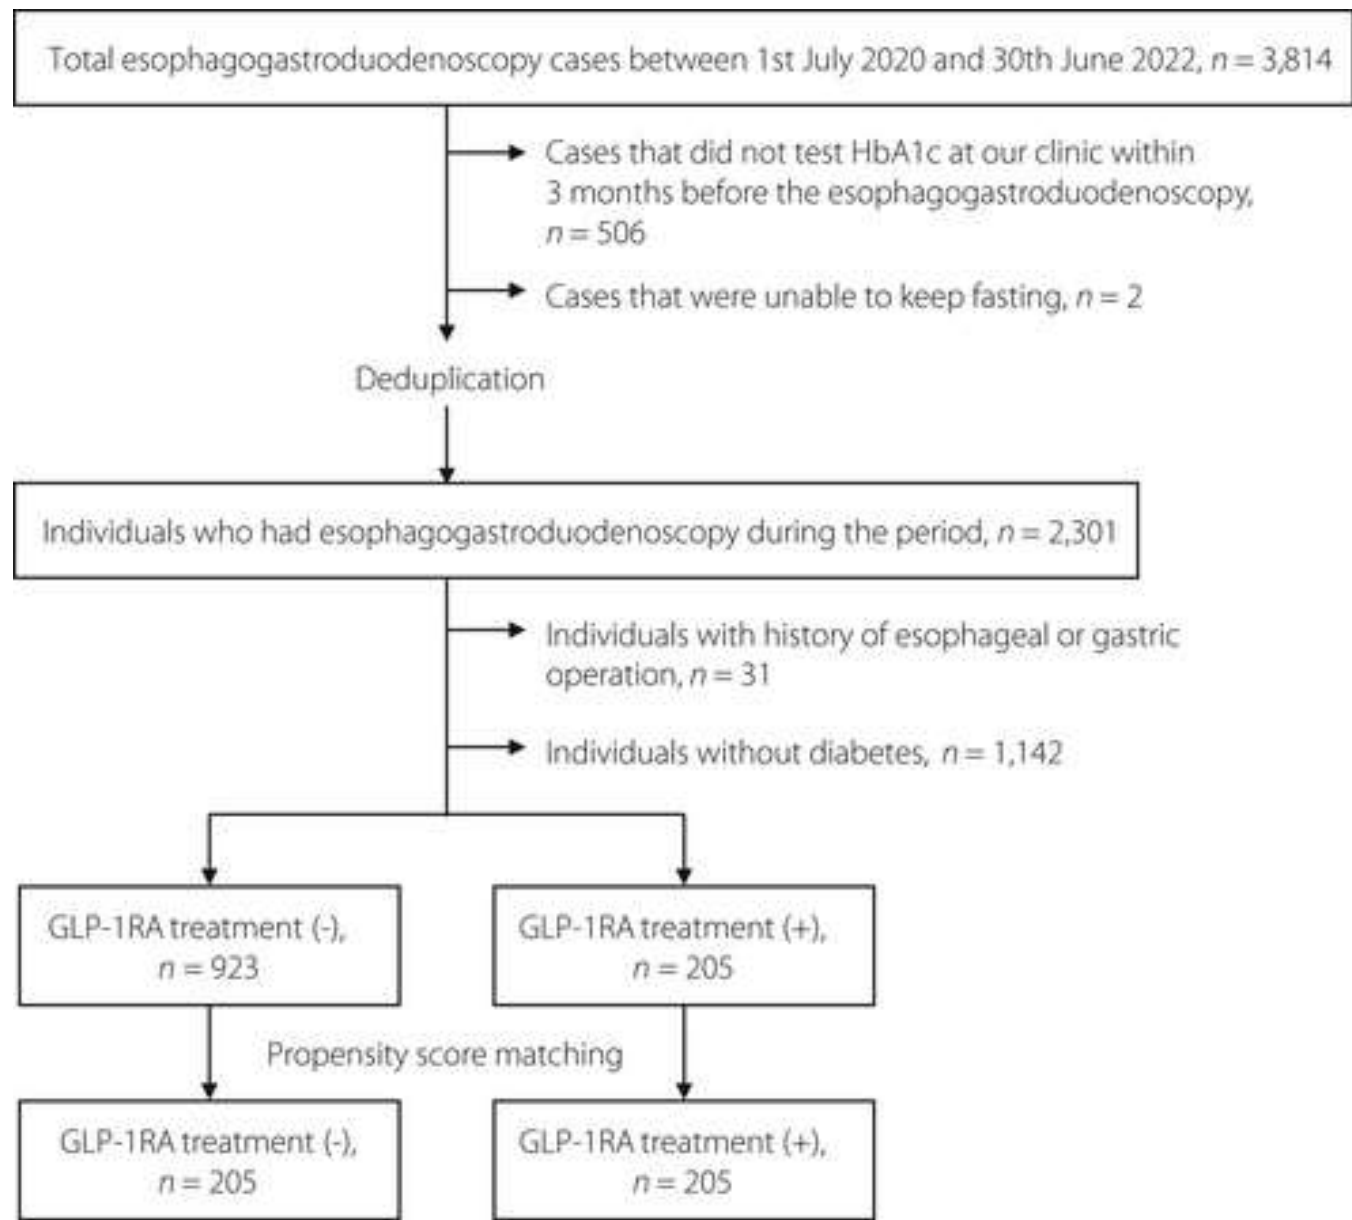 Total esophagogastroduodenoscopy cases between 1st July 2020 and 30th June 2022, n = 3,814
Cases that did not test HbA1c at our clinic within
3 months before the esophagogastroduodenoscopy,
n = 506
Cases that were unable to keep fasting, n = 2
Deduplication
Individuals who had esophagogastroduodenoscopy during the period, n = 2,301
Individuals with history of esophageal or gastric
operation, n = 31
Individuals without diabetes, n = 1,142
GLP-1RA treatment (-),
n = 923
GLP-1RA treatment (+),
n = 205
Propensity score matching
GLP-1RA treatment (-),
n = 205
GLP-1RA treatment (+),
n = 205